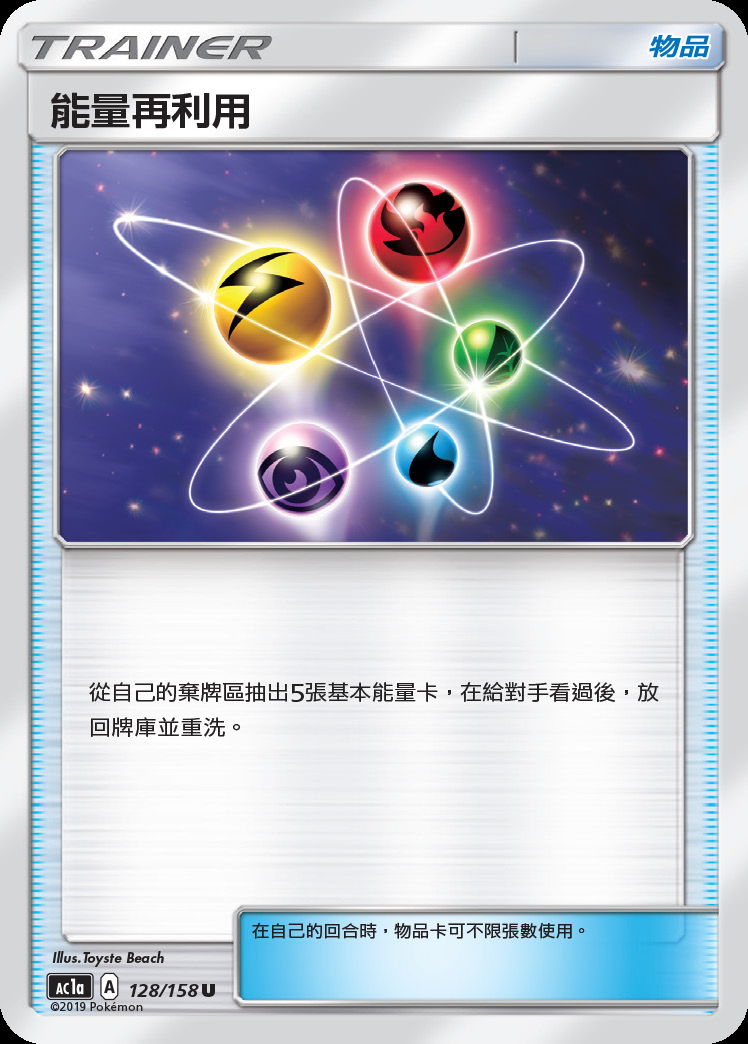 TRAINER
物品
能量再利用
從自己的棄牌區抽出5張基本能量卡，在給對手看過後，放
回牌庫並重洗。
在自己的回合時，物品卡可不限張數使用。
Illus. Toyste Beach
AC1a A 128/158 U
©2019 Pokémon